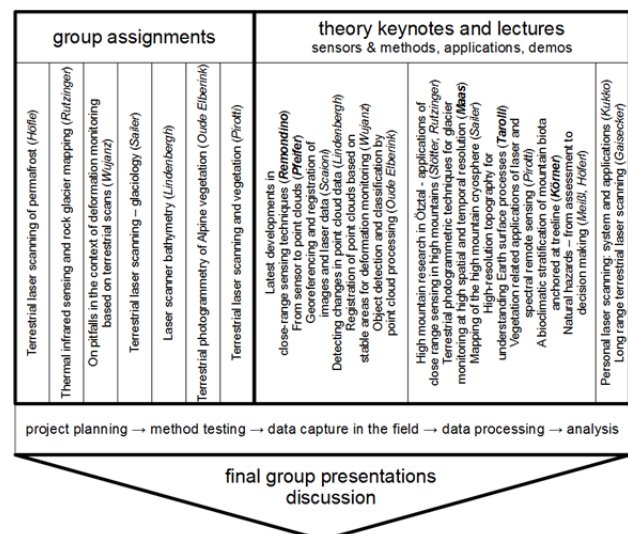 group assignments
theory keynotes and lectures
sensors & methods, applications, demos
Terrestrial laser scanning of permafrost (Höfle)
Thermal infrared sensing and rock glacier mapping (Rutzinger)
On pitfalls in the context of deformation monitoring
based on terrestrial scans (Wujanz)
Terrestrial laser scanning – glaciology (Sailer)
Laser scanner bathymetry (Lindenbergh)
Terrestrial photogrammetry of Alpine vegetation (Oude Elberink)
Terrestrial laser scanning and vegetation (Pirotti)
Latest developments in
close-range sensing techniques (Remondino)
From sensor to point clouds (Pfeifer)
Georeferencing and registration of
images and laser data (Scaioni)
Detecting changes in point cloud data (Lindenbergh)
Registration of point clouds based on
stable areas for deformation monitoring (Wujanz)
Object detection and classification by
point cloud processing (Oude Elberink)
High mountain research in Ötztal - applications of
close range sensing in high mountains (Stötter, Rutzinger)
Terrestrial photogrammetric techniques for glacier
monitoring at high spatial and temporal resolution (Maas)
Mapping of the high mountain cryosphere (Sailer)
High-resolution topography for
understanding Earth surface processes (Tarolli)
Vegetation related applications of laser and
spectral remote sensing (Pirotti)
A bioclimatic stratification of mountain biota
anchored at treeline (Körner)
Natural hazards – from assessment to
decision making (Meißl, Höferl)
Personal laser scanning: system and applications (Kukko)
Long range terrestrial laser scanning (Gaisecker)
project planning → method testing → data capture in the field → data processing → analysis
final group presentations
discussion